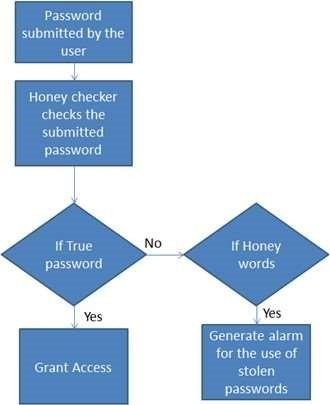 Password
submitted by the
user
Honey checker
checks the
submitted
password
If True
password
No
If Honey
words
Yes
Yes
Grant Access
Generate alarm
for the use of
stolen
passwords